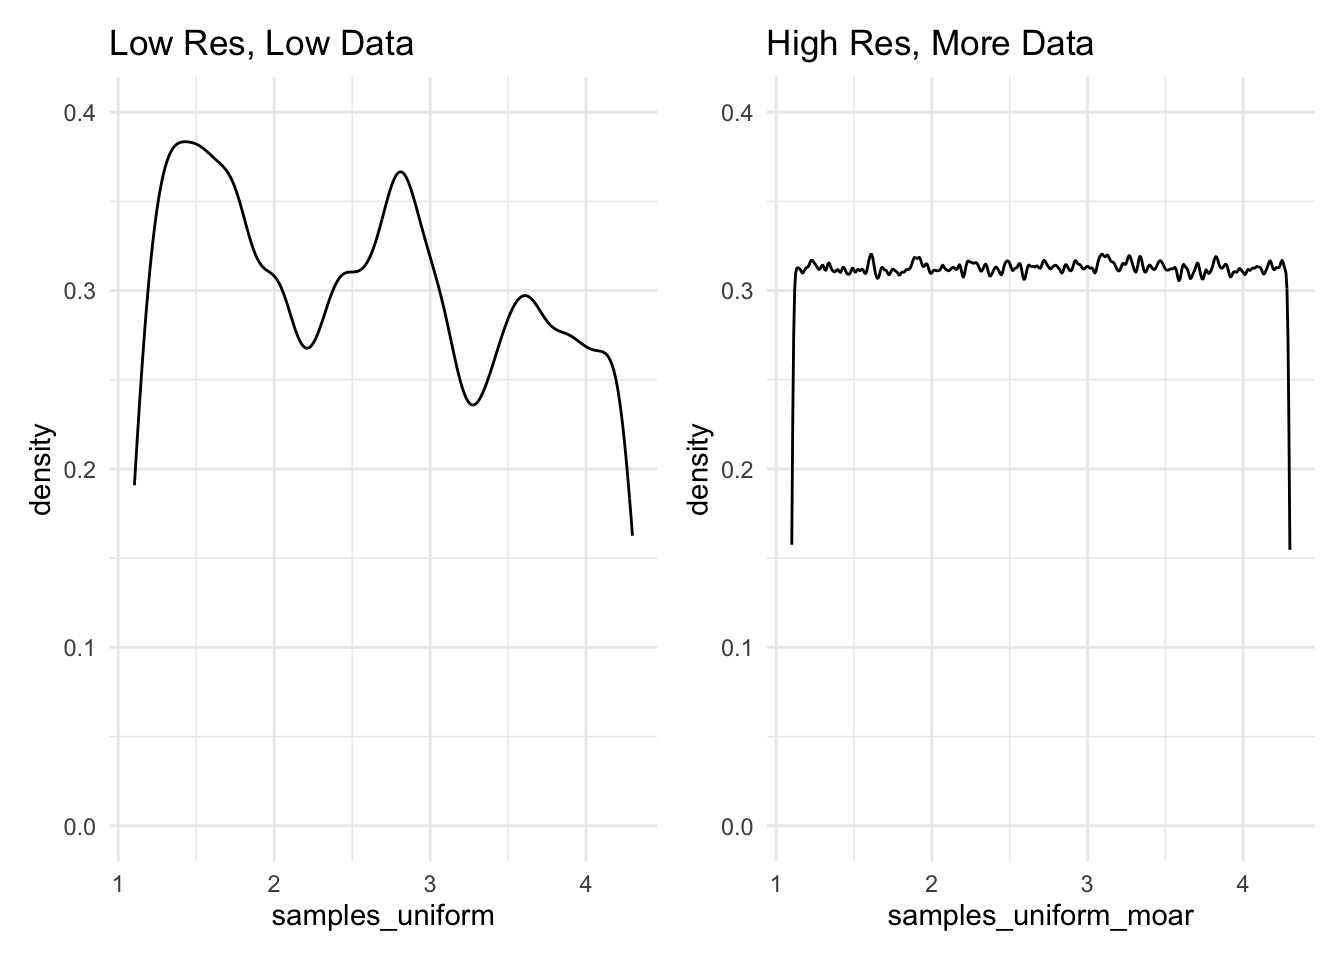 Low Res, Low Data
0.4
0.3
0.2
0.1
0.0
density
1 2 3 4
samples_uniform
High Res, More Data
0.4
0.3
0.2
0.1
0.0
density
1 2 3 4
samples_uniform_moar